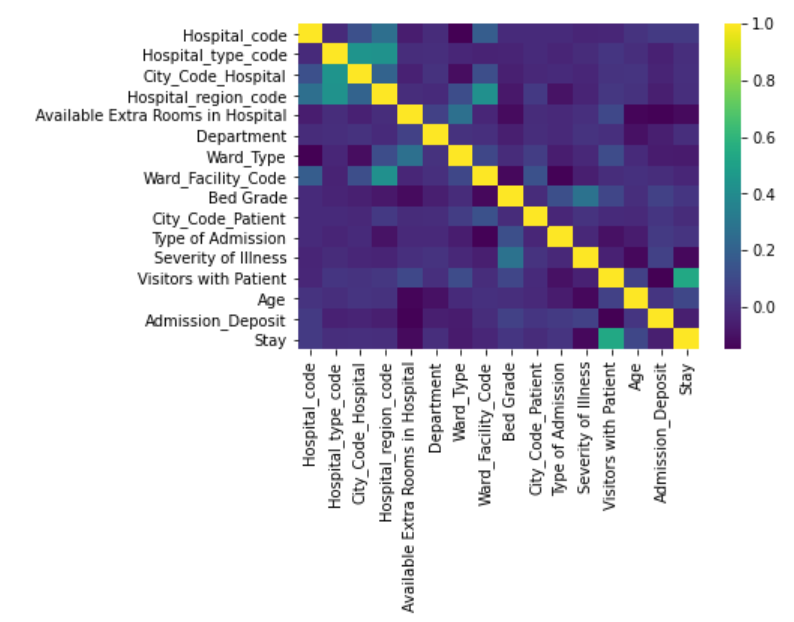 Hospital_code
Hospital_type_code
City_Code_Hospital
Hospital_region_code
Available Extra Rooms in Hospital
Department
Ward_Type
Ward_Facility_Code
Bed Grade
City_Code_Patient
Type of Admission
Severity of Illness
Visitors with Patient
Age
Admission_Deposit
Stay
Hospital_code
Hospital_type_code
City_Code_Hospital
Hospital_region_code
Available Extra Rooms in Hospital
Department
Ward_Type
Ward_Facility_Code
Bed Grade
City_Code_Patient
Type of Admission
Severity of Illness
Visitors with Patient
Age
Admission_Deposit
Stay
1.0
0.8
0.6
0.4
0.2
0.0